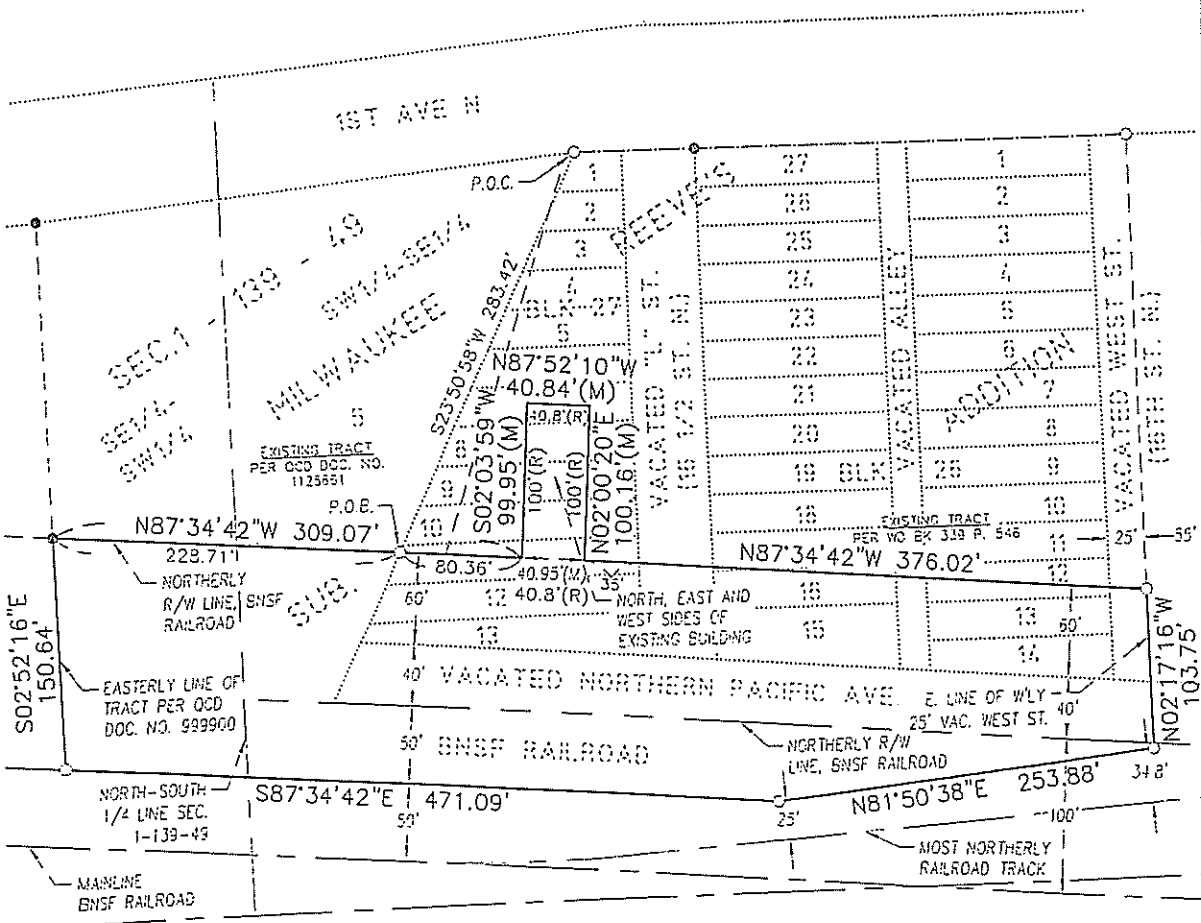 1ST AVE N
P.O.C.
REEVE'S
SEC.1 - 139 - 49
SW1/4-SE1/4
SE1/4-
SW1/4
MILWAUKEE
SUB.
5
EXISTING TRACT
PER OCD DOC. NO.
1125551
P.O.B.
S23°50'58"W 283.42'
1
2
3
4
BLK 27
5
N87°52'10"W
40.84'(M)
40.8'(R)
S02°03'59"W
99.95'(M)
100'(R)
100'(R)
N02°00'20"E
100.16'(M)
9
10
12
13
VACATED "L" ST.
27
26
25
24
23
22
21
20
19 BLK
18
16
15
VACATED ALLEY
1
2
3
4
5
6
7
8
26
9
10
11
12
13
14
ADDITION
VACATED WEST ST.
EXISTING TRACT
PER WD BK 339 P. 546
25'
35'
N87°34'42"W 309.07'
228.71'
80.36'
40.95'(M)
40.8'(R)
35
N87°34'42"W 376.02'
NORTHERLY
R/W LINE, BNSF
RAILROAD
60'
NORTH, EAST AND
WEST SIDES OF
EXISTING BUILDING
60'
S02°52'16"E
150.64'
EASTERLY LINE OF
TRACT PER OCD
DOC. NO. 999900
40'
VACATED NORTHERN PACIFIC AVE.
E. LINE OF W'LY
25' VAC. WEST ST.
40'
N02°17'16"W
103.75'
50'
BNSF RAILROAD
NORTHERLY R/W
LINE, BNSF RAILROAD
NORTH-SOUTH
1/4 LINE SEC.
1-139-49
S87°34'42"E 471.09'
50'
25'
N81°50'38"E 253.88'
34.8'
100'
MOST NORTHERLY
RAILROAD TRACK
MAINLINE
BNSF RAILROAD